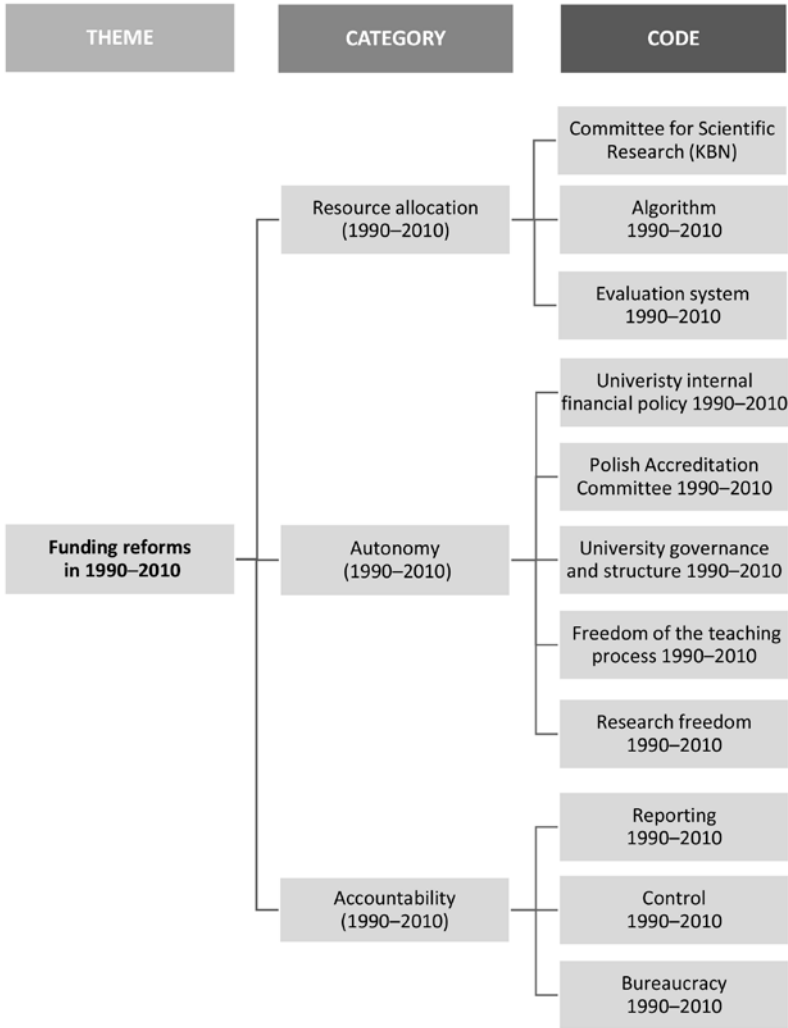 THEME
CATEGORY
CODE
Committee for Scientific
Research (KBN)
Resource allocation
(1990–2010)
Algorithm
1990–2010
Evaluation system
1990–2010
Univeristy internal
financial policy 1990–2010
Polish Accreditation
Committee 1990–2010
Funding reforms
in 1990–2010
Autonomy
(1990–2010)
University governance
and structure 1990–2010
Freedom of the teaching
process 1990–2010
Research freedom
1990–2010
Reporting
1990–2010
Accountability
(1990–2010)
Control
1990–2010
Bureaucracy
1990–2010